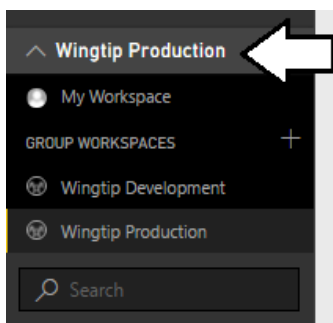 Wingtip Production
My Workspace
GROUP WORKSPACES
Wingtip Development
Wingtip Production
Search